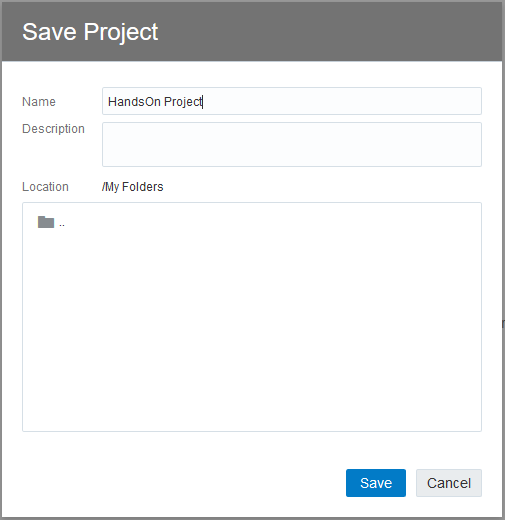 Save Project
Name HandsOn Project
Description
Location /My Folders
..
Save Cancel